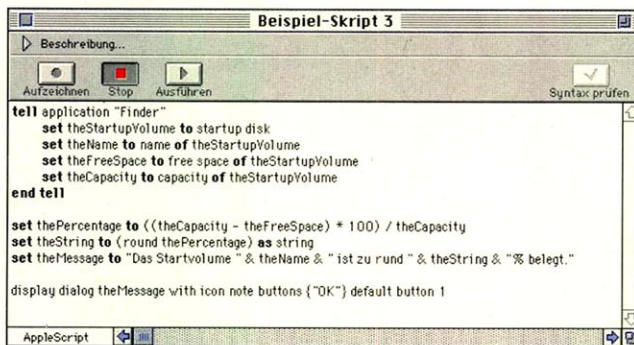 Beispiel-Skript 3
Beschreibung...
Aufzeichnen Stop Ausführen Syntax prüfen
tell application "Finder"
set theStartupVolume to startup disk
set theName to name of theStartupVolume
set theFreeSpace to free space of theStartupVolume
set theCapacity to capacity of theStartupVolume
end tell
set thePercentage to ((theCapacity - theFreeSpace) * 100) / theCapacity
set theString to (round thePercentage) as string
set theMessage to "Das Startvolume " & theName & " ist zu rund " & theString & "% belegt."
display dialog theMessage with icon note buttons {"OK"} default button 1
AppleScript